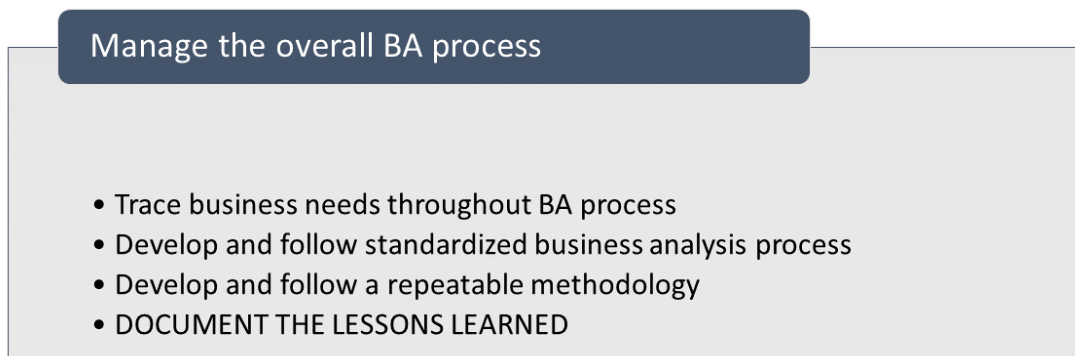 Manage the overall BA process
• Trace business needs throughout BA process
• Develop and follow standardized business analysis process
• Develop and follow a repeatable methodology
• DOCUMENT THE LESSONS LEARNED